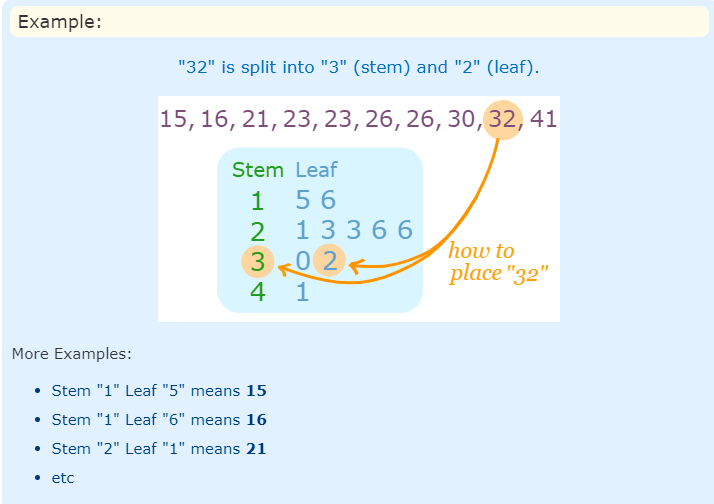 Example:
"32" is split into "3" (stem) and "2" (leaf).
15, 16, 21, 23, 23, 26, 26, 30, 32, 41
Stem Leaf
1 5 6
2 1 3 3 6 6
3 0 2
4 1
how to
place "32"
More Examples:
• Stem "1" Leaf "5" means 15
• Stem "1" Leaf "6" means 16
• Stem "2" Leaf "1" means 21
• etc